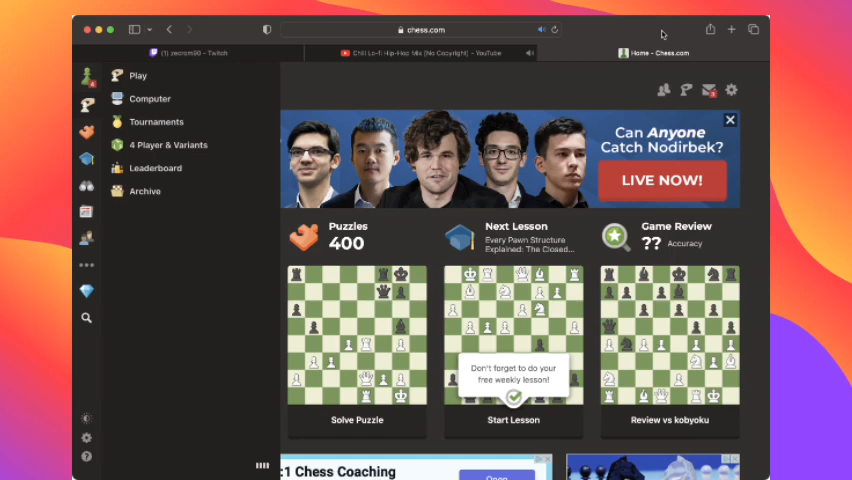 chess.com
(1) zecrom90 - Twitch
Chill Lo-fi Hip-Hop Mix [No Copyright] - YouTube
Home - Chess.com
4
Play
Computer
Tournaments
4 Player & Variants
Leaderboard
Archive
3
Can Anyone
Catch Nodirbek?
LIVE NOW!
Puzzles
400
Next Lesson
Every Pawn Structure
Explained: The Closed...
Game Review
?? Accuracy
Don't forget to do your
free weekly lesson!
Solve Puzzle
Start Lesson
Review vs kobyoku
:1 Chess Coaching
Open